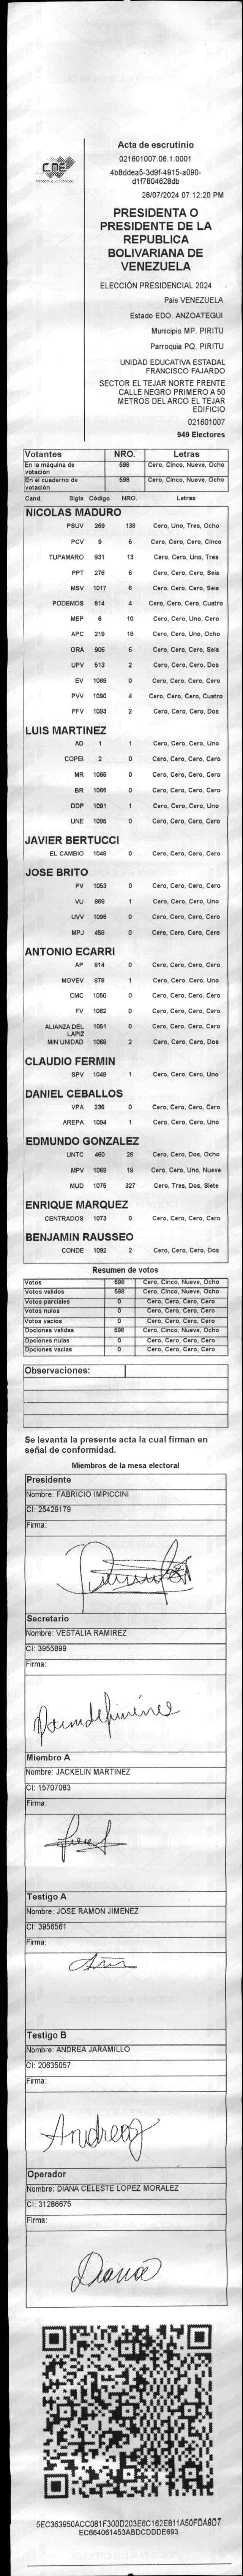 Acta de escrutinio
CNE
021601007.06.1.0001
4b8ddea5-3d9f-4915-a090-
d1f7804628db
28/07/2024 07:12:20 PM
PRESIDENTA O
PRESIDENTE DE LA
REPUBLICA
BOLIVARIANA DE
VENEZUELA
ELECCIÓN PRESIDENCIAL 2024
País VENEZUELA
Estado EDO. ANZOATEGUI
Municipio MP. PIRITU
Parroquia PQ. PIRITU
UNIDAD EDUCATIVA ESTADAL
FRANCISCO FAJARDO
SECTOR EL TEJAR NORTE FRENTE
CALLE NEGRO PRIMERO A 50
METROS DEL ARCO EL TEJAR
EDIFICIO
021601007
949 Electores
Votantes NRO. Letras
En la máquina de votación 598 Cero, Cinco, Nueve, Ocho
En el cuaderno de votación 598 Cero, Cinco, Nueve, Ocho
Cand. Sigla Código NRO. Letras
NICOLAS MADURO
PSUV 269 138 Cero, Uno, Tres, Ocho
PCV 9 5 Cero, Cero, Cero, Cinco
TUPAMARO 931 13 Cero, Cero, Uno, Tres
PPT 276 6 Cero, Cero, Cero, Seis
MSV 1017 6 Cero, Cero, Cero, Seis
PODEMOS 514 4 Cero, Cero, Cero, Cuatro
MEP 6 10 Cero, Cero, Uno, Cero
APC 219 18 Cero, Cero, Uno, Ocho
ORA 906 6 Cero, Cero, Cero, Seis
UPV 513 2 Cero, Cero, Cero, Dos
EV 1089 0 Cero, Cero, Cero, Cero
PVV 1090 4 Cero, Cero, Cero, Cuatro
PFV 1093 2 Cero, Cero, Cero, Dos
LUIS MARTINEZ
AD 1 1 Cero, Cero, Cero, Uno
COPEI 2 0 Cero, Cero, Cero, Cero
MR 1065 0 Cero, Cero, Cero, Cero
BR 1066 0 Cero, Cero, Cero, Cero
DDP 1091 1 Cero, Cero, Cero, Uno
UNE 1095 0 Cero, Cero, Cero, Cero
JAVIER BERTUCCI
EL CAMBIO 1048 0 Cero, Cero, Cero, Cero
JOSE BRITO
PV 1053 0 Cero, Cero, Cero, Cero
VU 868 1 Cero, Cero, Cero, Uno
UVV 1096 0 Cero, Cero, Cero, Cero
MPJ 458 0 Cero, Cero, Cero, Cero
ANTONIO ECARRI
AP 814 0 Cero, Cero, Cero, Cero
MOVEV 878 1 Cero, Cero, Cero, Uno
CMC 1050 0 Cero, Cero, Cero, Cero
FV 1062 0 Cero, Cero, Cero, Cero
ALIANZA DEL LAPIZ 1051 0 Cero, Cero, Cero, Cero
MIN UNIDAD 1068 2 Cero, Cero, Cero, Dos
CLAUDIO FERMIN
SPV 1049 1 Cero, Cero, Cero, Uno
DANIEL CEBALLOS
VPA 236 0 Cero, Cero, Cero, Cero
AREPA 1094 1 Cero, Cero, Cero, Uno
EDMUNDO GONZALEZ
UNTC 460 28 Cero, Cero, Dos, Ocho
MPV 1069 19 Cero, Cero, Uno, Nueve
MUD 1075 327 Cero, Tres, Dos, Siete
ENRIQUE MARQUEZ
CENTRADOS 1073 0 Cero, Cero, Cero, Cero
BENJAMIN RAUSSEO
CONDE 1092 2 Cero, Cero, Cero, Dos
Resumen de votos
Votos 598 Cero, Cinco, Nueve, Ocho
Votos validos 598 Cero, Cinco, Nueve, Ocho
Votos parciales 0 Cero, Cero, Cero, Cero
Votos nulos 0 Cero, Cero, Cero, Cero
Votos vacios 0 Cero, Cero, Cero, Cero
Opciones validas 598 Cero, Cinco, Nueve, Ocho
Opciones nulas 0 Cero, Cero, Cero, Cero
Opciones vacias 0 Cero, Cero, Cero, Cero
Observaciones:
Se levanta la presente acta la cual firman en
señal de conformidad.
Miembros de la mesa electoral
Presidente
Nombre: FABRICIO IMPICCINI
CI: 25429179
Firma:
Secretario
Nombre: VESTALIA RAMIREZ
CI: 3955899
Firma:
Miembro A
Nombre: JACKELIN MARTINEZ
CI: 15707083
Firma:
Testigo A
Nombre: JOSE RAMON JIMENEZ
CI: 3956561
Firma:
Testigo B
Nombre: ANDREA JARAMILLO
CI: 20635057
Firma:
Andrea
Operador
Nombre: DIANA CELESTE LOPEZ MORALEZ
CI: 31286675
Firma:
Diana
5EC363950ACC081F300D203E6C162E811A50FDA8D7
EC664061453ABDCDDDE693